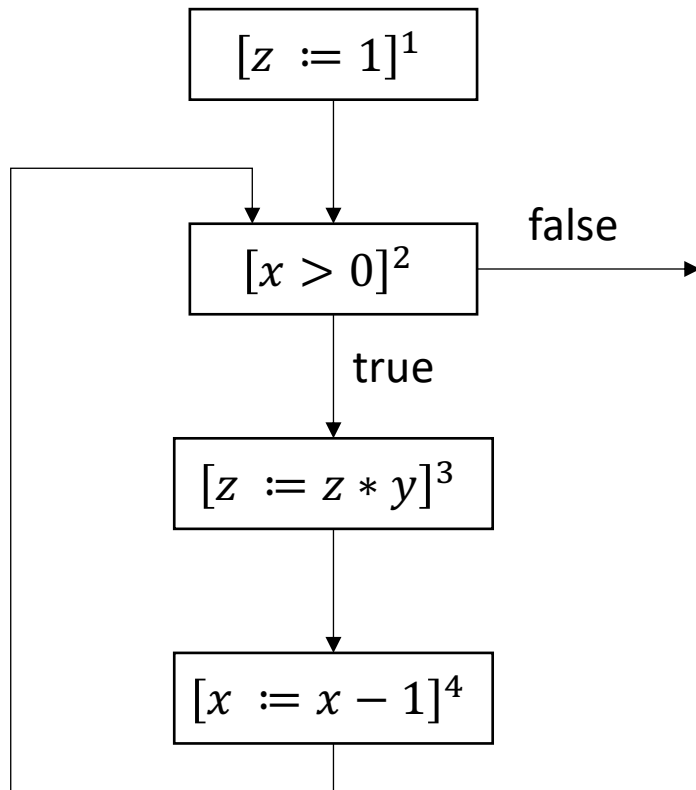 [z := 1]¹
[x > 0]²
false
true
[z := z * y]³
[x := x − 1]⁴